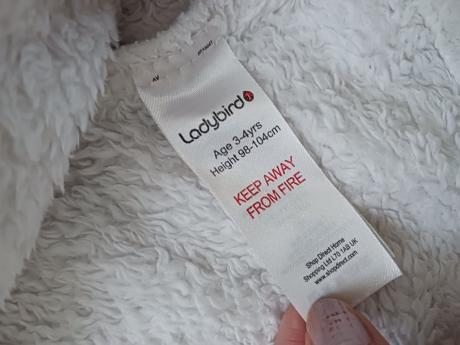 AV
Ladybird
Age 3-4yrs
Height 98-104cm
KEEP AWAY
FROM FIRE
Shop Direct Home
Shopping Ltd L70 1AB UK
www.shopdirect.com